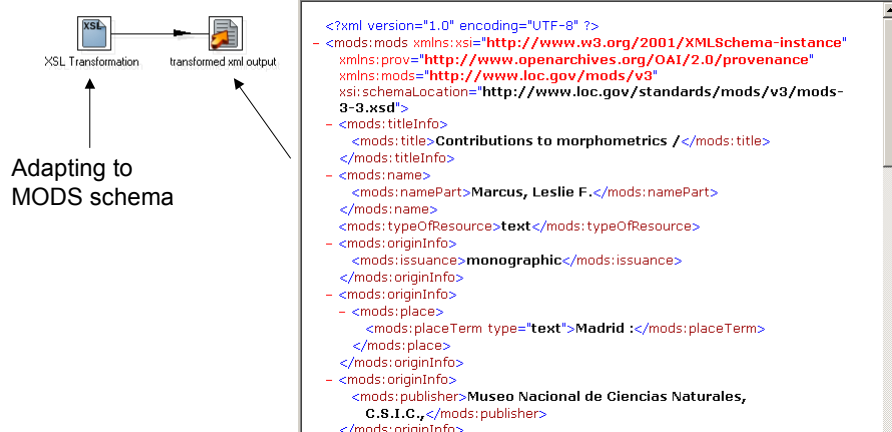 XSL
XSL Transformation
transformed xml output
Adapting to
MODS schema
<?xml version="1.0" encoding="UTF-8" ?>
- <mods:mods xmlns:xsi="http://www.w3.org/2001/XMLSchema-instance"
xmlns:prov="http://www.openarchives.org/OAI/2.0/provenance"
xmlns:mods="http://www.loc.gov/mods/v3"
xsi:schemaLocation="http://www.loc.gov/standards/mods/v3/mods-
3-3.xsd">
- <mods:titleInfo>
<mods:title>Contributions to morphometrics /</mods:title>
</mods:titleInfo>
- <mods:name>
<mods:namePart>Marcus, Leslie F.</mods:namePart>
</mods:name>
<mods:typeOfResource>text</mods:typeOfResource>
- <mods:originInfo>
<mods:issuance>monographic</mods:issuance>
</mods:originInfo>
- <mods:originInfo>
- <mods:place>
<mods:placeTerm type="text">Madrid :</mods:placeTerm>
</mods:place>
</mods:originInfo>
- <mods:originInfo>
<mods:publisher>Museo Nacional de Ciencias Naturales,
C.S.I.C.,</mods:publisher>
</mods:originInfo>